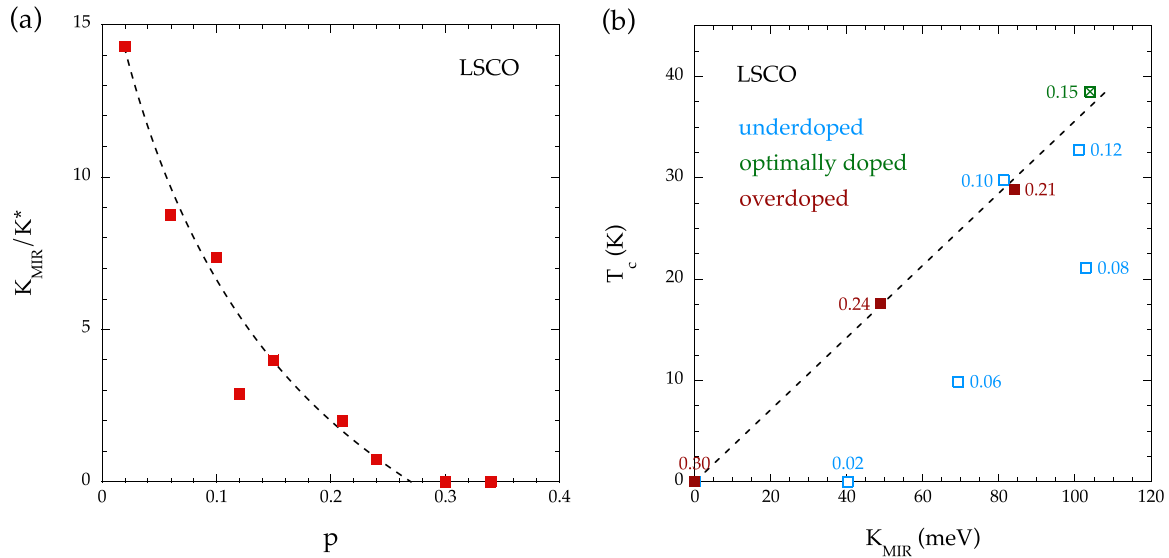 (a)
15
LSCO
10
5
0
0
0.1
0.2
0.3
0.4
K_MIR/K*
p
(b)
LSCO
underdoped
optimally doped
overdoped
40
30
20
10
0
0.15
0.12
0.10
0.21
0.08
0.24
0.06
0.30
0.02
0
20
40
60
80
100
120
T_c (K)
K_MIR (meV)